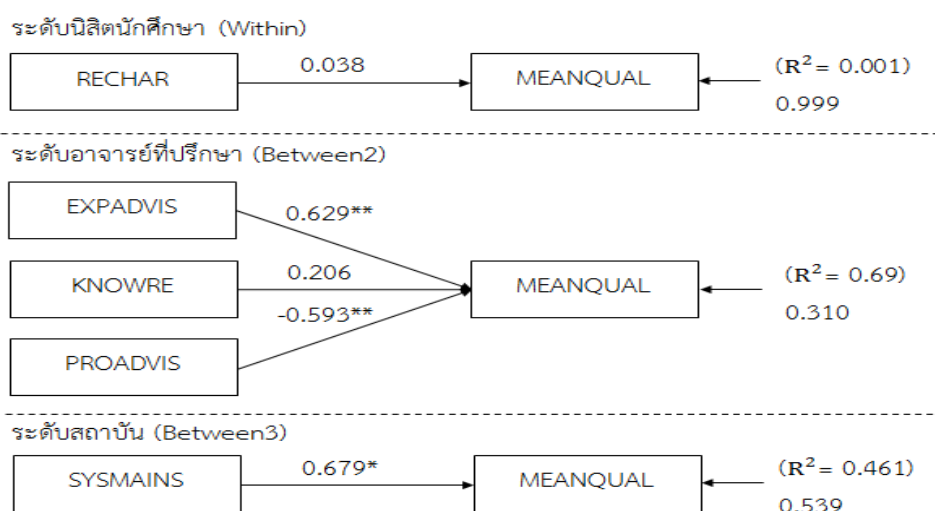 ระดับนิสิตนักศึกษา (Within)
RECHAR
0.038
MEANQUAL
(R² = 0.001)
0.999
ระดับอาจารย์ที่ปรึกษา (Between2)
EXPADVIS
0.629**
KNOWRE
0.206
MEANQUAL
(R² = 0.69)
0.310
-0.593**
PROADVIS
ระดับสถาบัน (Between3)
SYSMAINS
0.679*
MEANQUAL
(R² = 0.461)
0.539